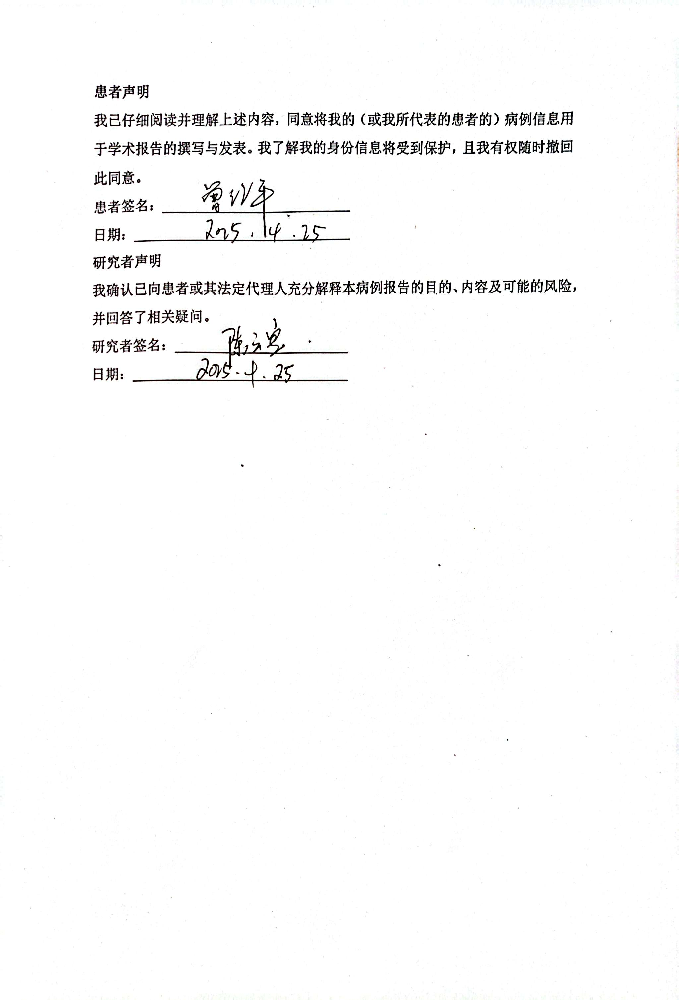 患者声明
我已仔细阅读并理解上述内容，同意将我的（或我所代表的患者的）病例信息用
于学术报告的撰写与发表。我了解我的身份信息将受到保护，且我有权随时撤回
此同意。
患者签名：曾
日期：2025.4.25
研究者声明
我确认已向患者或其法定代理人充分解释本病例报告的目的、内容及可能的风险，
并回答了相关疑问。
研究者签名：陈
日期：2025.4.25